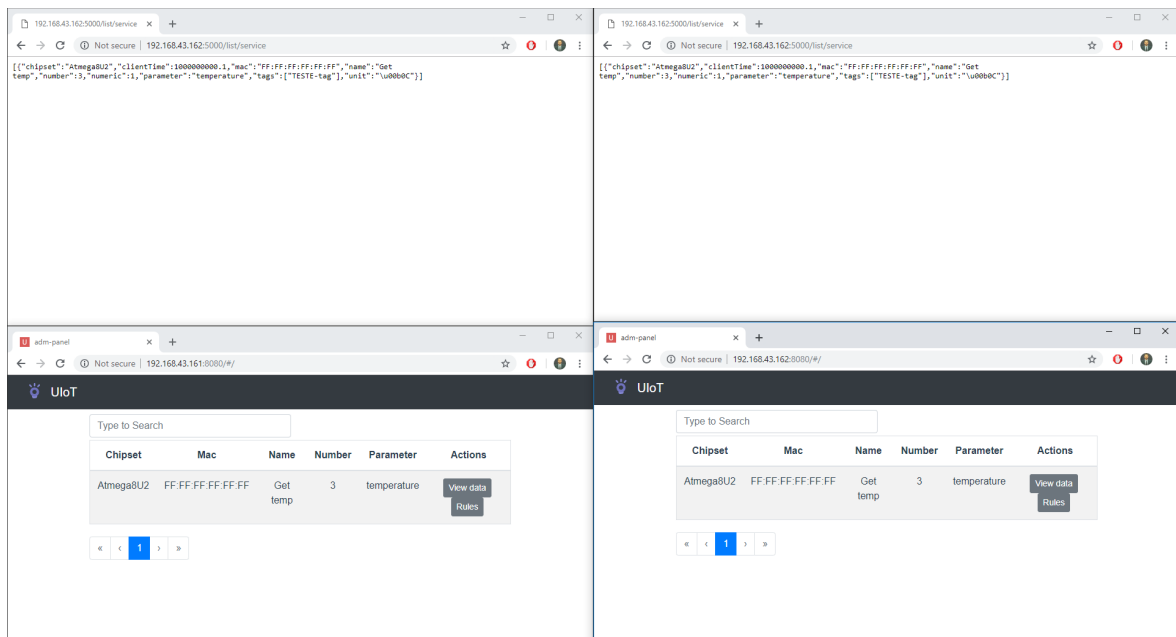 192.168.43.162:5000/list/service
Not secure | 192.168.43.162:5000/list/service
[{"chipset":"Atmega8U2","clientTime":1000000000.1,"mac":"FF:FF:FF:FF:FF:FF","name":"Get
temp","number":3,"numeric":1,"parameter":"temperature","tags":["TESTE-tag"],"unit":"\u00b0C"}]
192.168.43.162:5000/list/service
Not secure | 192.168.43.162:5000/list/service
[{"chipset":"Atmega8U2","clientTime":1000000000.1,"mac":"FF:FF:FF:FF:FF:FF","name":"Get
temp","number":3,"numeric":1,"parameter":"temperature","tags":["TESTE-tag"],"unit":"\u00b0C"}]
U adm-panel
Not secure | 192.168.43.161:8080/#/
UIoT
Type to Search
Chipset Mac Name Number Parameter Actions
Atmega8U2 FF:FF:FF:FF:FF:FF Get 3 temperature View data
temp Rules
« ‹ 1 › »
U adm-panel
Not secure | 192.168.43.162:8080/#/
UIoT
Type to Search
Chipset Mac Name Number Parameter Actions
Atmega8U2 FF:FF:FF:FF:FF:FF Get 3 temperature View data
temp Rules
« ‹ 1 › »